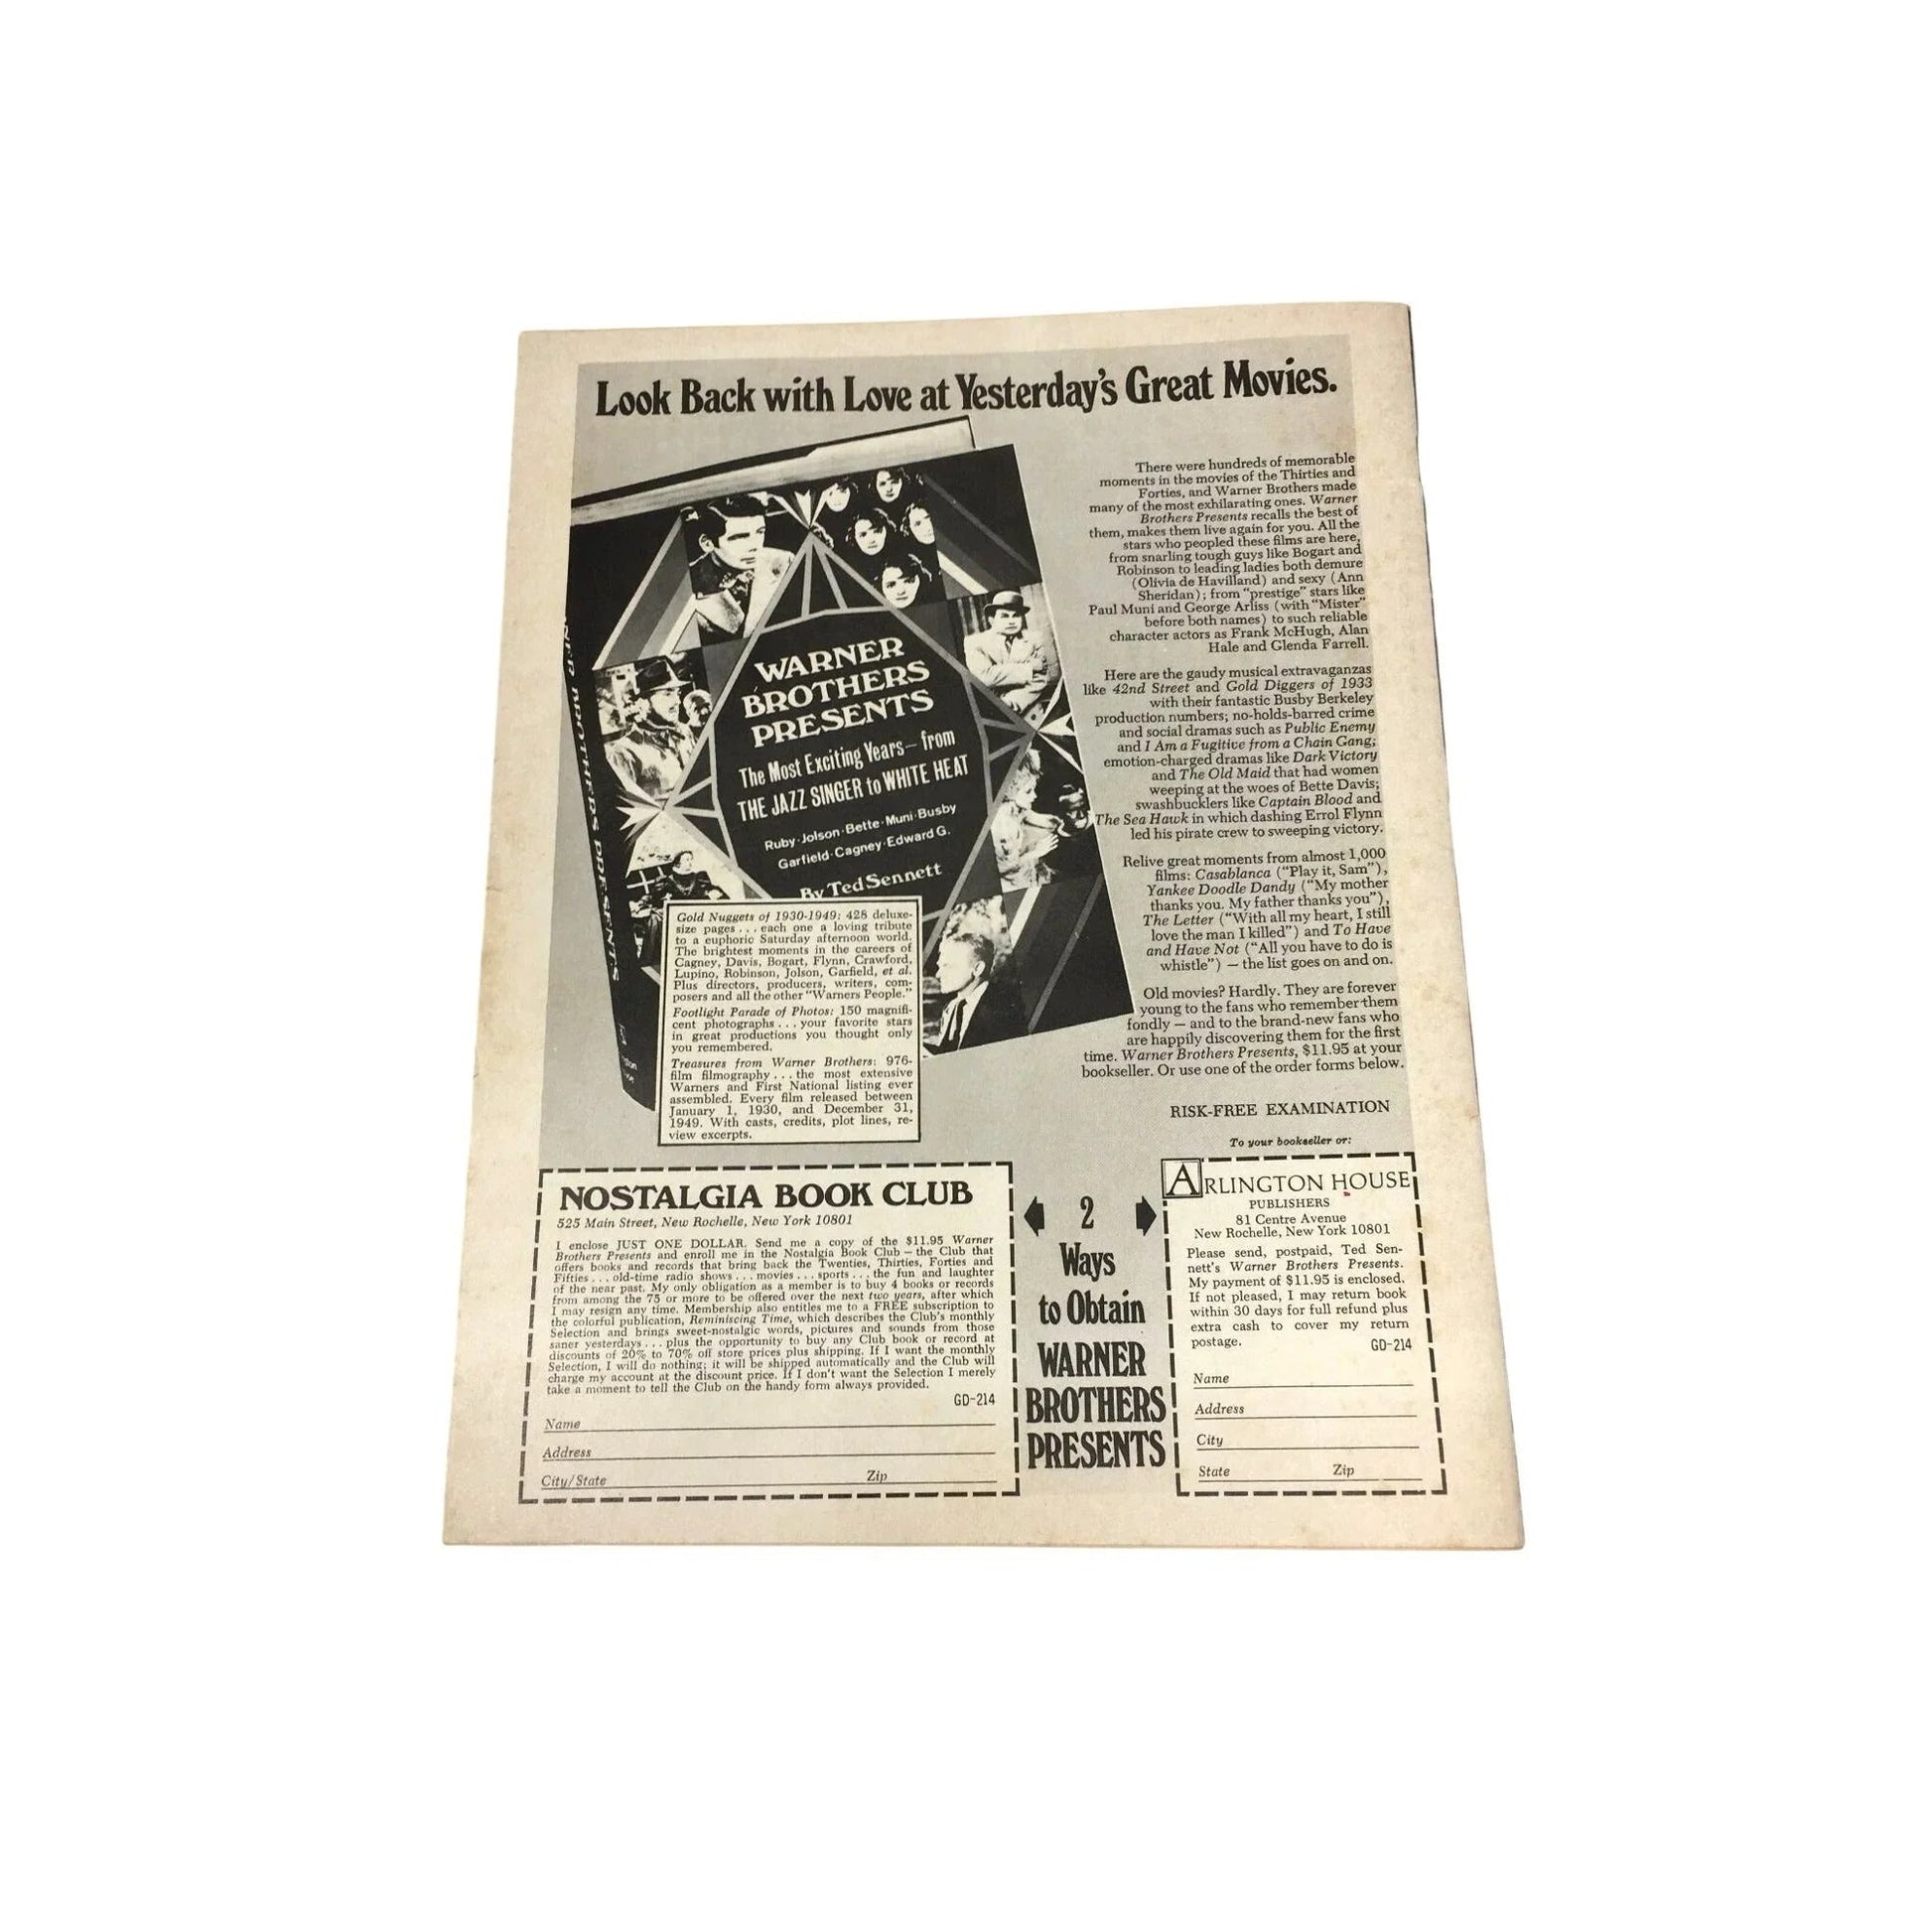 Look Back with Love at Yesterday's Great Movies.
WARNER
BROTHERS
PRESENTS
The Most Exciting Years—from
THE JAZZ SINGER to WHITE HEAT
Ruby·Jolson·Bette·Muni·Busby
Garfield·Cagney·Edward G.
By Ted Sennett
BROTHERS PRESENTS
Gold Nuggets of 1930-1949: 428 deluxe-
size pages . . . each one a loving tribute
to a euphoric Saturday afternoon world.
The brightest moments in the careers of
Cagney, Davis, Bogart, Flynn, Crawford,
Lupino, Robinson, Jolson, Garfield, et al.
Plus directors, producers, writers, com-
posers and all the other "Warners People."
Footlight Parade of Photos: 150 magnifi-
cent photographs . . . your favorite stars
in great productions you thought only
you remembered.
Treasures from Warner Brothers: 976-
film filmography . . . the most extensive
Warners and First National listing ever
assembled. Every film released between
January 1, 1930, and December 31,
1949. With casts, credits, plot lines, re-
view excerpts.
There were hundreds of memorable
moments in the movies of the Thirties and
Forties, and Warner Brothers made
many of the most exhilarating ones. Warner
Brothers Presents recalls the best of
them, makes them live again for you. All the
stars who peopled these films are here,
from snarling tough guys like Bogart and
Robinson to leading ladies both demure
(Olivia de Havilland) and sexy (Ann
Sheridan); from "prestige" stars like
Paul Muni and George Arliss (with "Mister"
before both names) to such reliable
character actors as Frank McHugh, Alan
Hale and Glenda Farrell.
Here are the gaudy musical extravaganzas
like 42nd Street and Gold Diggers of 1933
with their fantastic Busby Berkeley
production numbers; no-holds-barred crime
and social dramas such as Public Enemy
and I Am a Fugitive from a Chain Gang;
emotion-charged dramas like Dark Victory
and The Old Maid that had women
weeping at the woes of Bette Davis;
swashbucklers like Captain Blood and
The Sea Hawk in which dashing Errol Flynn
led his pirate crew to sweeping victory.
Relive great moments from almost 1,000
films: Casablanca ("Play it, Sam"),
Yankee Doodle Dandy ("My mother
thanks you. My father thanks you"),
The Letter ("With all my heart, I still
love the man I killed") and To Have
and Have Not ("All you have to do is
whistle") — the list goes on and on.
Old movies? Hardly. They are forever
young to the fans who remember them
fondly — and to the brand-new fans who
are happily discovering them for the first
time. Warner Brothers Presents, $11.95 at your
bookseller. Or use one of the order forms below.
RISK-FREE EXAMINATION
To your bookseller or:
NOSTALGIA BOOK CLUB
525 Main Street, New Rochelle, New York 10801
I enclose JUST ONE DOLLAR. Send me a copy of the $11.95 Warner
Brothers Presents and enroll me in the Nostalgia Book Club — the Club that
offers books and records that bring back the Twenties, Thirties, Forties and
Fifties . . . old-time radio shows . . . movies . . . sports . . . the fun and laughter
of the near past. My only obligation as a member is to buy 4 books or records
from among the 75 or more to be offered over the next two years, after which
I may resign any time. Membership also entitles me to a FREE subscription to
the colorful publication, Reminiscing Time, which describes the Club's monthly
Selection and brings sweet-nostalgic words, pictures and sounds from those
saner yesterdays . . . plus the opportunity to buy any Club book or record at
discounts of 20% to 70% off store prices plus shipping. If I want the monthly
Selection, I will do nothing; it will be shipped automatically and the Club will
charge my account at the discount price. If I don't want the Selection I merely
take a moment to tell the Club on the handy form always provided.
GD-214
Name
Address
City/State Zip
2
Ways
to Obtain
WARNER
BROTHERS
PRESENTS
ARLINGTON HOUSE
PUBLISHERS
81 Centre Avenue
New Rochelle, New York 10801
Please send, postpaid, Ted Sen-
nett's Warner Brothers Presents.
My payment of $11.95 is enclosed.
If not pleased, I may return book
within 30 days for full refund plus
extra cash to cover my return
postage. GD-214
Name
Address
City
State Zip